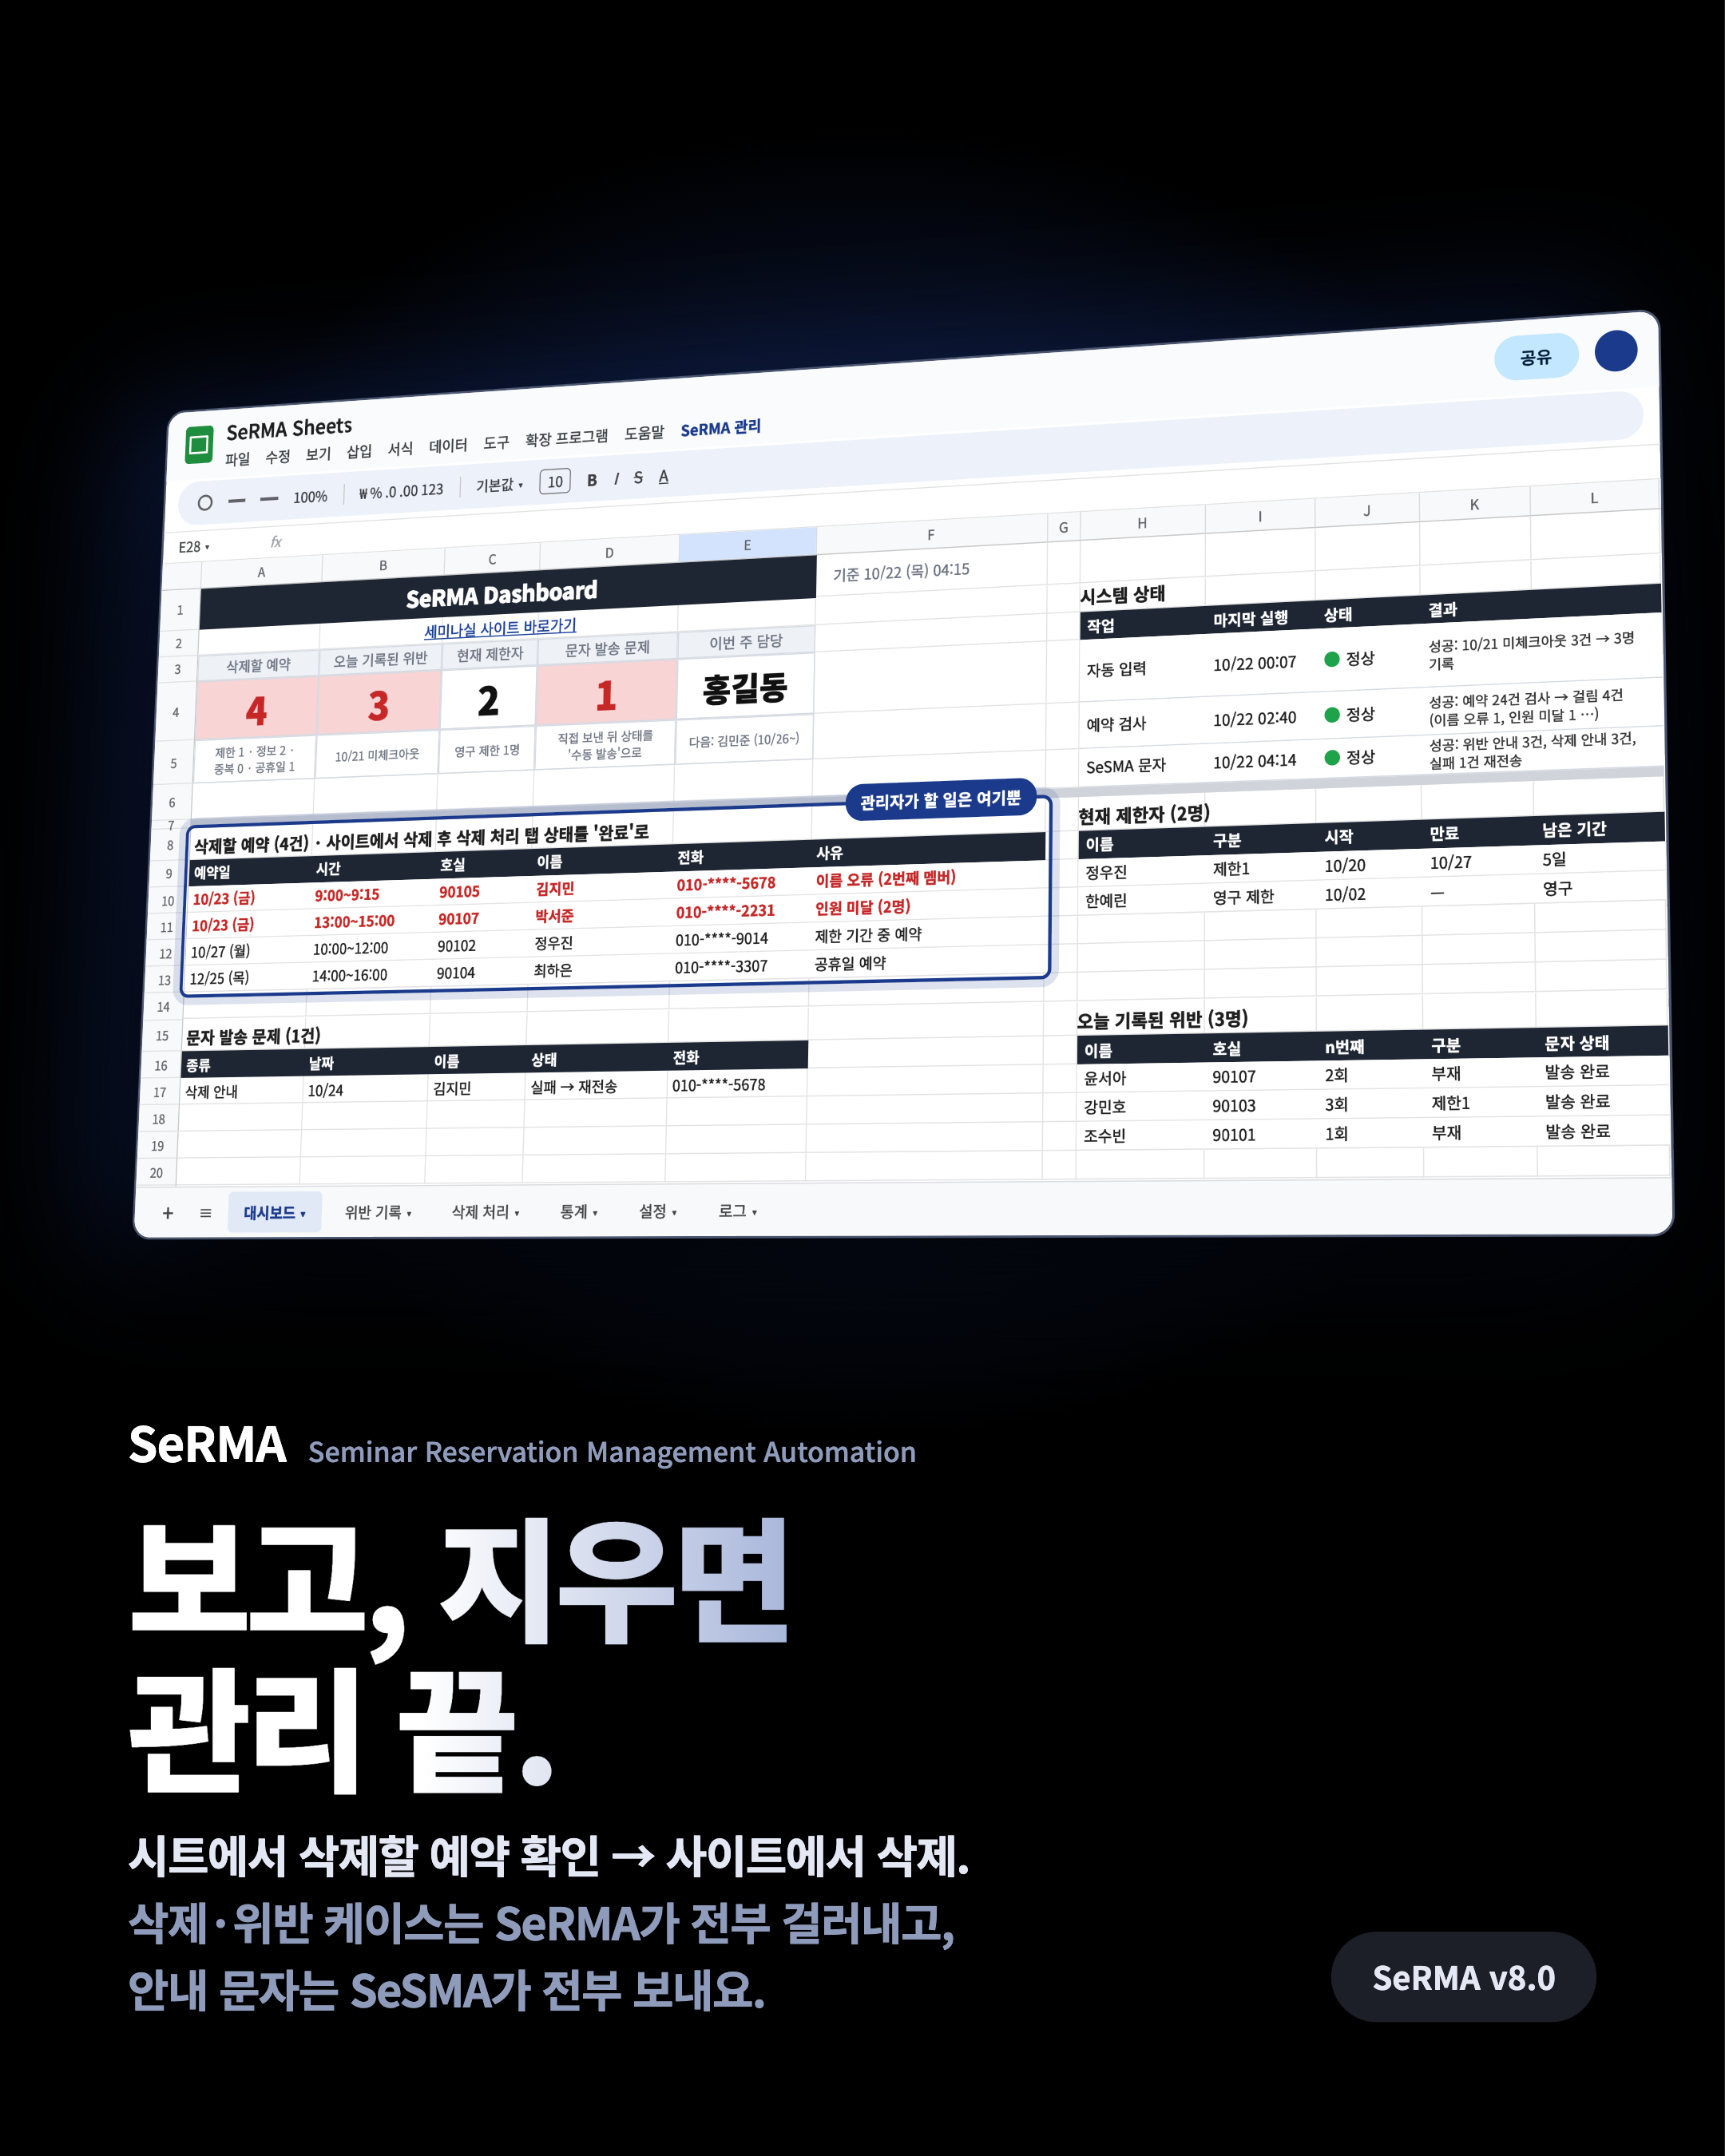 공유
SeRMA Sheets
파일 수정 보기 삽입 서식 데이터 도구 확장 프로그램 도움말 SeRMA 관리
100% ₩ % .0 .00 123 기본값 ▾ 10 B I S A
E28 ▾ fx
A B C D E F G H I J K L
1 SeRMA Dashboard 기준 10/22 (목) 04:15
2 세미나실 사이트 바로가기
3 삭제할 예약 오늘 기록된 위반 현재 제한자 문자 발송 문제 이번 주 담당
4 4 3 2 1 홍길동
5 제한 1 · 정보 2 · 중복 0 · 공휴일 1 10/21 미체크아웃 영구 제한 1명 직접 보낸 뒤 상태를 '수동 발송'으로 다음: 김민준 (10/26~)
6
7
시스템 상태
작업 마지막 실행 상태 결과
자동 입력 10/22 00:07 정상 성공: 10/21 미체크아웃 3건 → 3명 기록
예약 검사 10/22 02:40 정상 성공: 예약 24건 검사 → 걸림 4건 (이름 오류 1, 인원 미달 1 ⋯)
SeSMA 문자 10/22 04:14 정상 성공: 위반 안내 3건, 삭제 안내 3건, 실패 1건 재전송
관리자가 할 일은 여기뿐
8 삭제할 예약 (4건) · 사이트에서 삭제 후 삭제 처리 탭 상태를 '완료'로
9 예약일 시간 호실 이름 전화 사유
10 10/23 (금) 9:00~9:15 90105 김지민 010-****-5678 이름 오류 (2번째 멤버)
11 10/23 (금) 13:00~15:00 90107 박서준 010-****-2231 인원 미달 (2명)
12 10/27 (월) 10:00~12:00 90102 정우진 010-****-9014 제한 기간 중 예약
13 12/25 (목) 14:00~16:00 90104 최하은 010-****-3307 공휴일 예약
14
현재 제한자 (2명)
이름 구분 시작 만료 남은 기간
정우진 제한1 10/20 10/27 5일
한예린 영구 제한 10/02 — 영구
15 문자 발송 문제 (1건)
16 종류 날짜 이름 상태 전화
17 삭제 안내 10/24 김지민 실패 → 재전송 010-****-5678
18
19
20
오늘 기록된 위반 (3명)
이름 호실 n번째 구분 문자 상태
윤서아 90107 2회 부재 발송 완료
강민호 90103 3회 제한1 발송 완료
조수빈 90101 1회 부재 발송 완료
+ ≡ 대시보드 ▾ 위반 기록 ▾ 삭제 처리 ▾ 통계 ▾ 설정 ▾ 로그 ▾
SeRMA Seminar Reservation Management Automation
보고, 지우면
관리 끝.
시트에서 삭제할 예약 확인 → 사이트에서 삭제.
삭제·위반 케이스는 SeRMA가 전부 걸러내고,
안내 문자는 SeSMA가 전부 보내요.
SeRMA v8.0